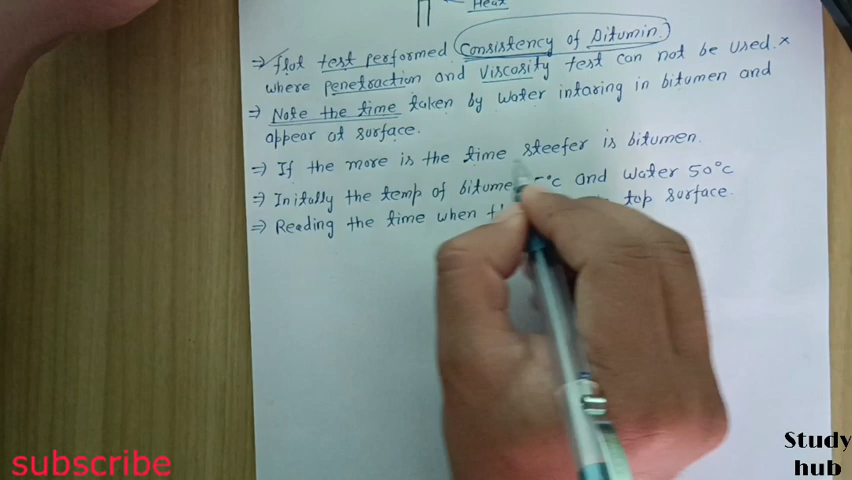 Heat
⇒ Flot test performed Consistency of Bitumin.
where penetraction and Viscosity test can not be used. ×
⇒ Note the time taken by water intaring in bitumen and
appear at surface.
⇒ If the more is the time steefer is bitumen.
⇒ Initally the temp of bitume 5°c and water 50°c
⇒ Reading the time when top surface.
subscribe
Study
hub